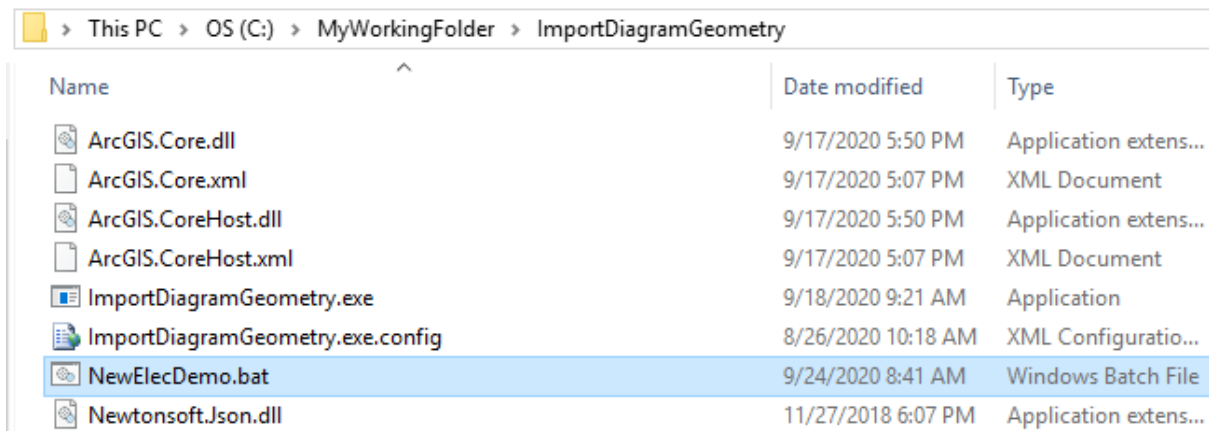 This PC > OS (C:) > MyWorkingFolder > ImportDiagramGeometry
Name Date modified Type
ArcGIS.Core.dll 9/17/2020 5:50 PM Application extens...
ArcGIS.Core.xml 9/17/2020 5:07 PM XML Document
ArcGIS.CoreHost.dll 9/17/2020 5:50 PM Application extens...
ArcGIS.CoreHost.xml 9/17/2020 5:07 PM XML Document
ImportDiagramGeometry.exe 9/18/2020 9:21 AM Application
ImportDiagramGeometry.exe.config 8/26/2020 10:18 AM XML Configuratio...
NewElecDemo.bat 9/24/2020 8:41 AM Windows Batch File
Newtonsoft.Json.dll 11/27/2018 6:07 PM Application extens...